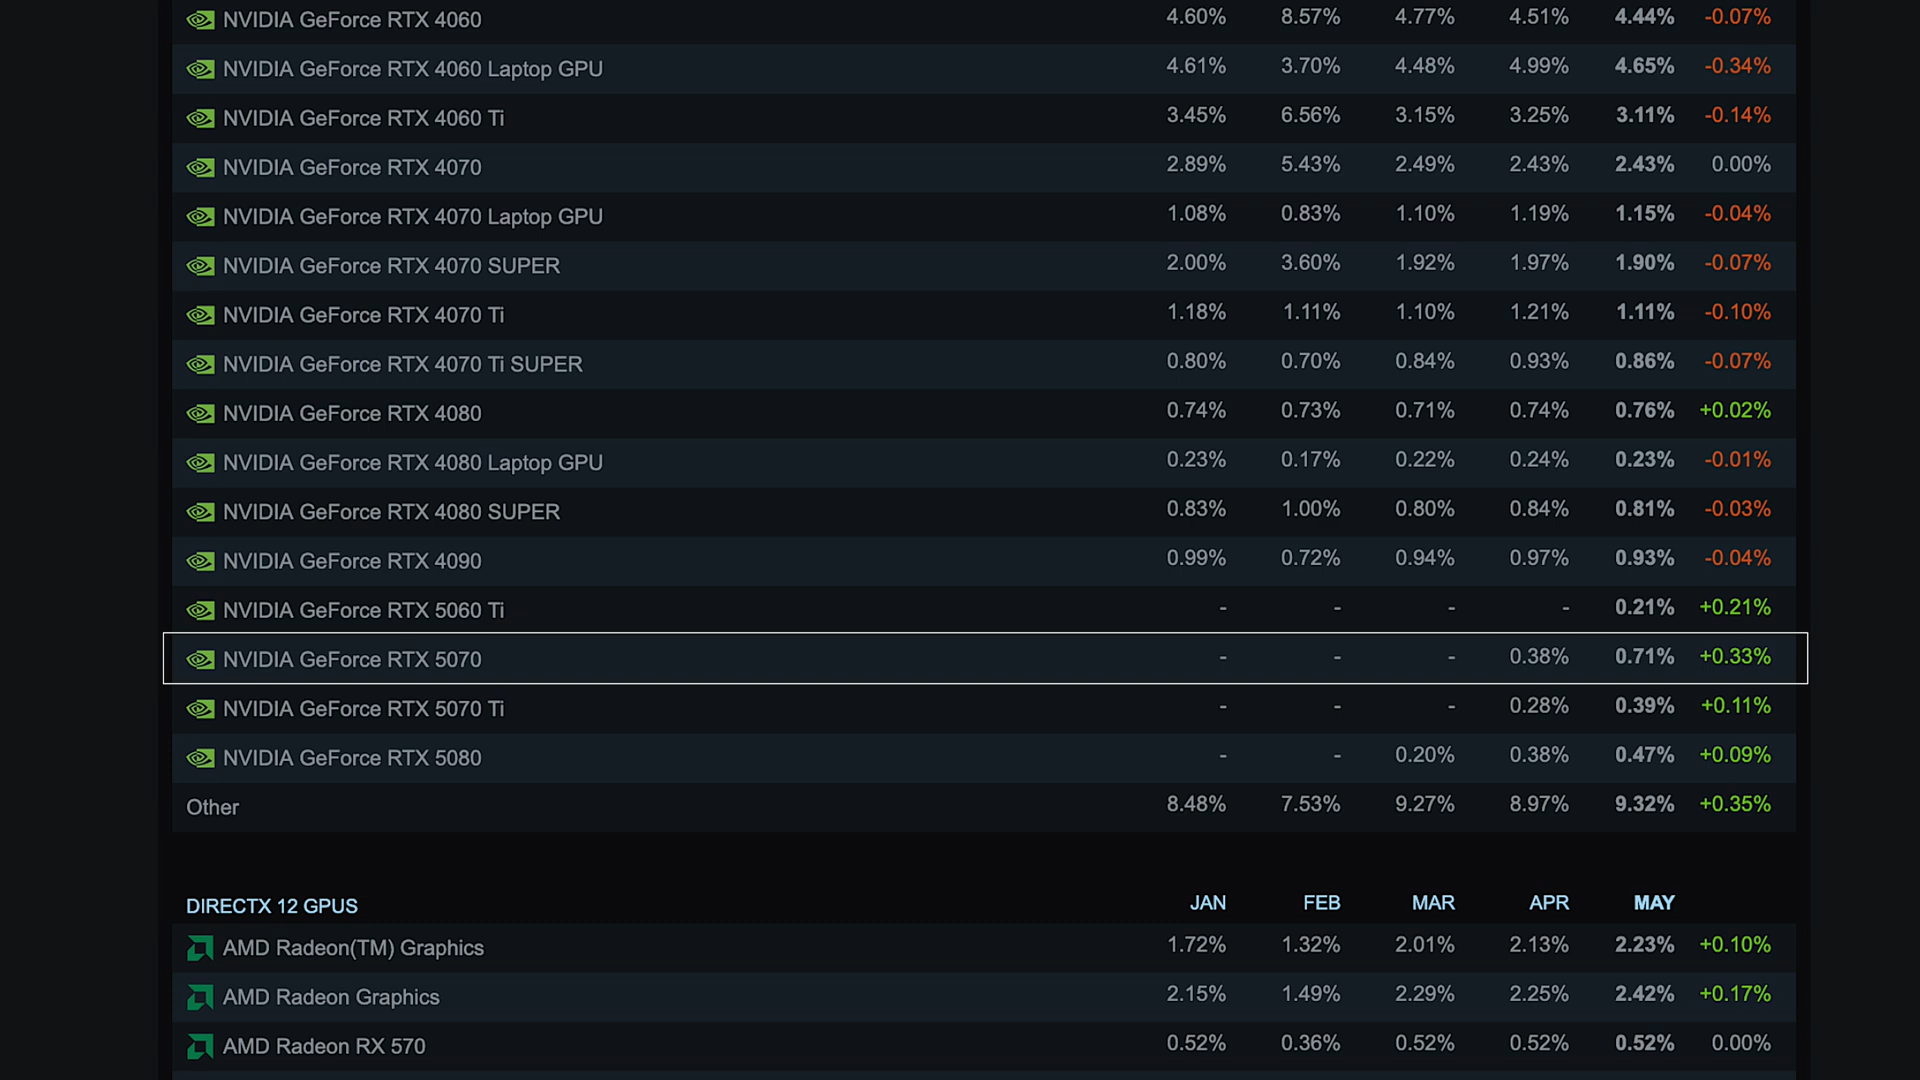 NVIDIA GeForce RTX 4060 4.60% 8.57% 4.77% 4.51% 4.44% -0.07%
NVIDIA GeForce RTX 4060 Laptop GPU 4.61% 3.70% 4.48% 4.99% 4.65% -0.34%
NVIDIA GeForce RTX 4060 Ti 3.45% 6.56% 3.15% 3.25% 3.11% -0.14%
NVIDIA GeForce RTX 4070 2.89% 5.43% 2.49% 2.43% 2.43% 0.00%
NVIDIA GeForce RTX 4070 Laptop GPU 1.08% 0.83% 1.10% 1.19% 1.15% -0.04%
NVIDIA GeForce RTX 4070 SUPER 2.00% 3.60% 1.92% 1.97% 1.90% -0.07%
NVIDIA GeForce RTX 4070 Ti 1.18% 1.11% 1.10% 1.21% 1.11% -0.10%
NVIDIA GeForce RTX 4070 Ti SUPER 0.80% 0.70% 0.84% 0.93% 0.86% -0.07%
NVIDIA GeForce RTX 4080 0.74% 0.73% 0.71% 0.74% 0.76% +0.02%
NVIDIA GeForce RTX 4080 Laptop GPU 0.23% 0.17% 0.22% 0.24% 0.23% -0.01%
NVIDIA GeForce RTX 4080 SUPER 0.83% 1.00% 0.80% 0.84% 0.81% -0.03%
NVIDIA GeForce RTX 4090 0.99% 0.72% 0.94% 0.97% 0.93% -0.04%
NVIDIA GeForce RTX 5060 Ti - - - - 0.21% +0.21%
NVIDIA GeForce RTX 5070 - - - 0.38% 0.71% +0.33%
NVIDIA GeForce RTX 5070 Ti - - - 0.28% 0.39% +0.11%
NVIDIA GeForce RTX 5080 - - 0.20% 0.38% 0.47% +0.09%
Other 8.48% 7.53% 9.27% 8.97% 9.32% +0.35%
DIRECTX 12 GPUS JAN FEB MAR APR MAY
AMD Radeon(TM) Graphics 1.72% 1.32% 2.01% 2.13% 2.23% +0.10%
AMD Radeon Graphics 2.15% 1.49% 2.29% 2.25% 2.42% +0.17%
AMD Radeon RX 570 0.52% 0.36% 0.52% 0.52% 0.52% 0.00%